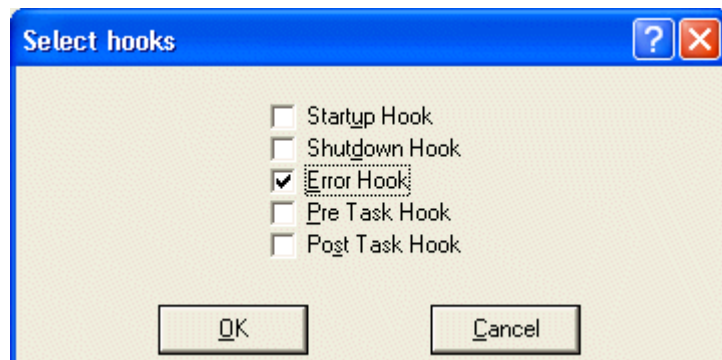 Select hooks
?
Startup Hook
Shutdown Hook
Error Hook
Pre Task Hook
Post Task Hook
OK Cancel